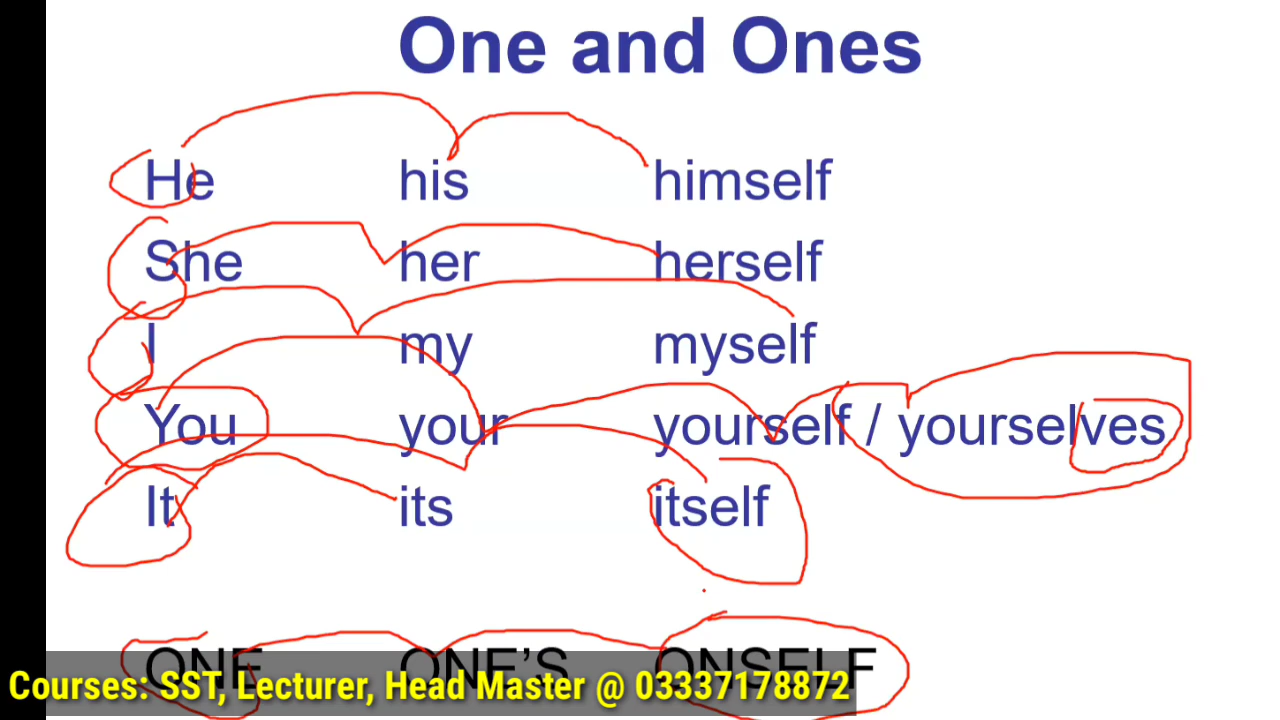 One and Ones
He his himself
She her herself
I my myself
You your yourself / yourselves
It its itself
ONE ONE'S ONSELF
Courses: SST, Lecturer, Head Master @ 03337178872